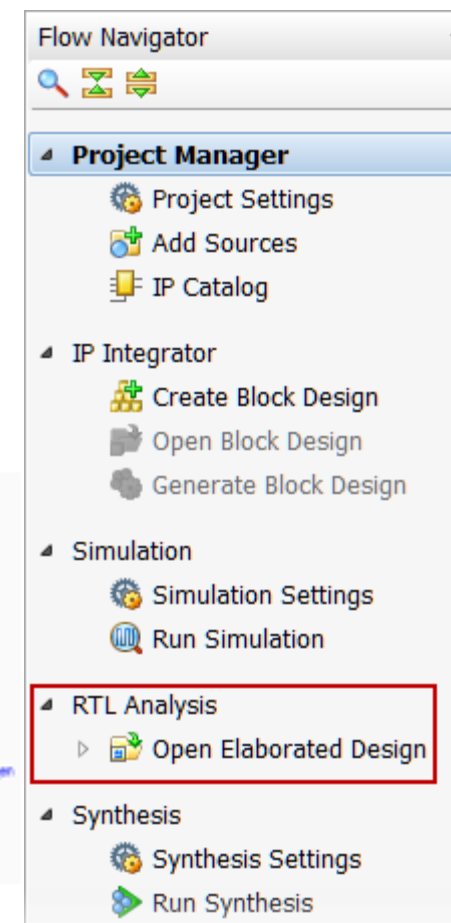 Flow Navigator
Project Manager
Project Settings
Add Sources
IP Catalog
IP Integrator
Create Block Design
Open Block Design
Generate Block Design
Simulation
Simulation Settings
Run Simulation
RTL Analysis
Open Elaborated Design
Synthesis
Synthesis Settings
Run Synthesis